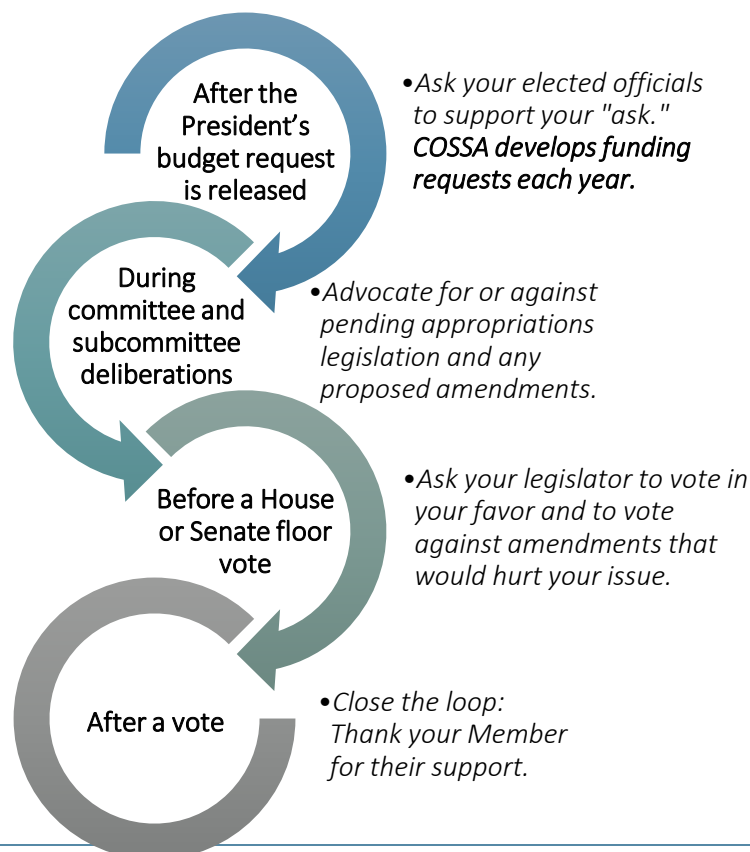 After the
President's
budget request
is released
•Ask your elected officials
to support your "ask."
COSSA develops funding
requests each year.
During
committee and
subcommittee
deliberations
•Advocate for or against
pending appropriations
legislation and any
proposed amendments.
Before a House
or Senate floor
vote
•Ask your legislator to vote in
your favor and to vote
against amendments that
would hurt your issue.
After a vote
•Close the loop:
Thank your Member
for their support.